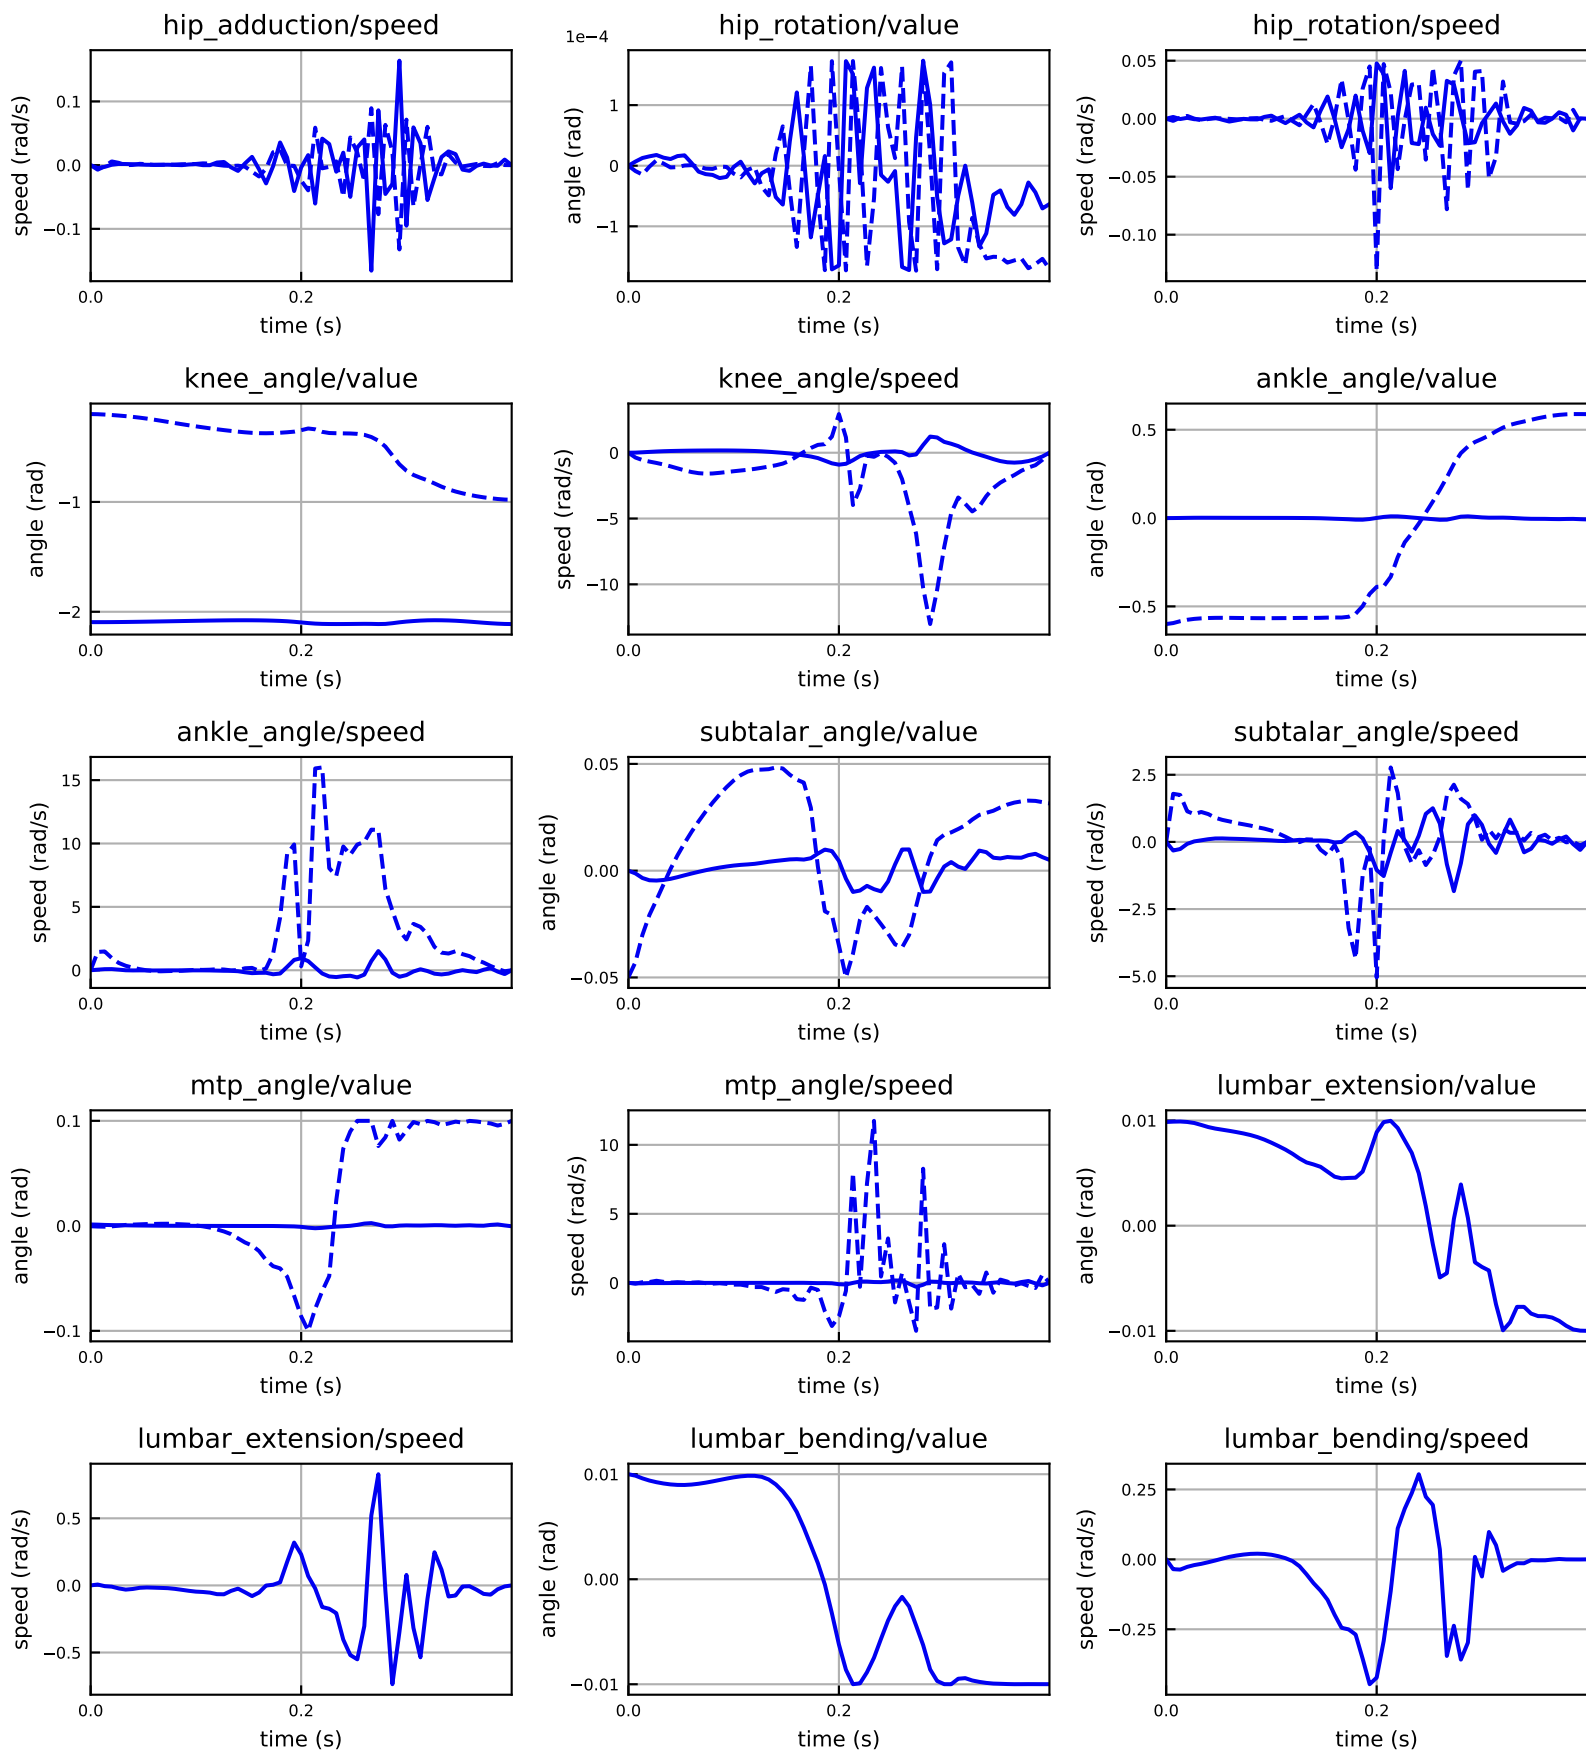 hip_adduction/speed
speed (rad/s)
0.1
0.0
−0.1
0.0
0.2
time (s)
hip_rotation/value
1e−4
angle (rad)
1
0
−1
0.0
0.2
time (s)
hip_rotation/speed
speed (rad/s)
0.05
0.00
−0.05
−0.10
0.0
0.2
time (s)
knee_angle/value
angle (rad)
−1
−2
0.0
0.2
time (s)
knee_angle/speed
speed (rad/s)
0
−5
−10
0.0
0.2
time (s)
ankle_angle/value
angle (rad)
0.5
0.0
−0.5
0.0
0.2
time (s)
ankle_angle/speed
speed (rad/s)
15
10
5
0
0.0
0.2
time (s)
subtalar_angle/value
angle (rad)
0.05
0.00
−0.05
0.0
0.2
time (s)
subtalar_angle/speed
speed (rad/s)
2.5
0.0
−2.5
−5.0
0.0
0.2
time (s)
mtp_angle/value
angle (rad)
0.1
0.0
−0.1
0.0
0.2
time (s)
mtp_angle/speed
speed (rad/s)
10
5
0
0.0
0.2
time (s)
lumbar_extension/value
angle (rad)
0.01
0.00
−0.01
0.0
0.2
time (s)
lumbar_extension/speed
speed (rad/s)
0.5
0.0
−0.5
0.0
0.2
time (s)
lumbar_bending/value
angle (rad)
0.01
0.00
−0.01
0.0
0.2
time (s)
lumbar_bending/speed
speed (rad/s)
0.25
0.00
−0.25
0.0
0.2
time (s)